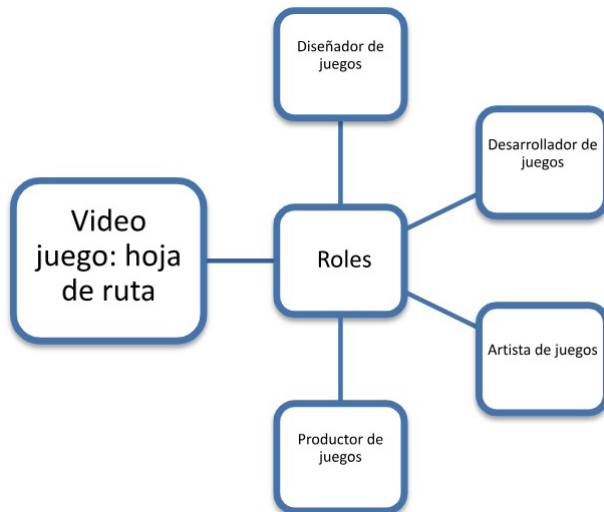 Diseñador de
juegos
Desarrollador de
juegos
Video
juego: hoja
de ruta
Roles
Artista de juegos
Productor de
juegos